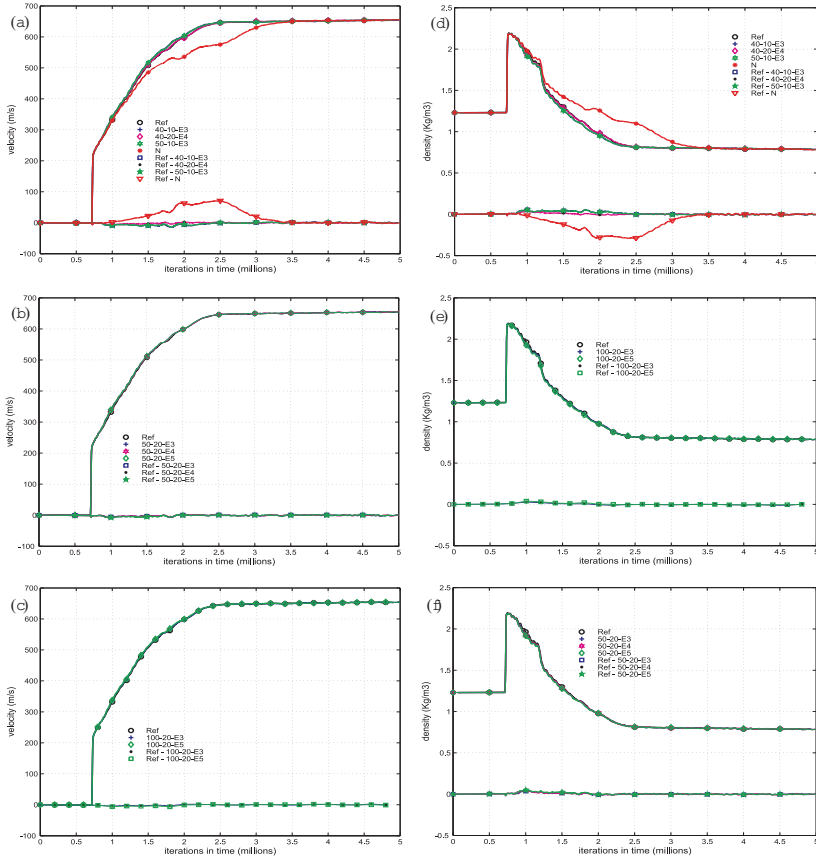 (a)
700
600
500
400
300
200
100
0
-100
velocity (m/s)
Ref
40-10-E3
40-20-E4
50-10-E3
N
Ref - 40-10-E3
Ref - 40-20-E4
Ref - 50-10-E3
Ref - N
0 0.5 1 1.5 2 2.5 3 3.5 4 4.5 5
iterations in time (millions)
(d)
2.5
2
1.5
1
0.5
0
-0.5
density (Kg/m3)
Ref
40-10-E3
40-20-E4
50-10-E3
N
Ref - 40-10-E3
Ref - 40-20-E4
Ref - 50-10-E3
Ref - N
0 0.5 1 1.5 2 2.5 3 3.5 4 4.5 5
iterations in time (millions)
(b)
700
600
500
400
300
200
100
0
-100
velocity (m/s)
Ref
50-20-E3
50-20-E4
50-20-E5
Ref - 50-20-E3
Ref - 50-20-E4
Ref - 50-20-E5
0 0.5 1 1.5 2 2.5 3 3.5 4 4.5 5
iterations in time (millions)
(e)
2.5
2
1.5
1
0.5
0
-0.5
density (Kg/m3)
Ref
100-20-E3
100-20-E5
Ref - 100-20-E3
Ref - 100-20-E5
0 0.5 1 1.5 2 2.5 3 3.5 4 4.5 5
iterations in time (millions)
(c)
700
600
500
400
300
200
100
0
-100
velocity (m/s)
Ref
100-20-E3
100-20-E5
Ref - 100-20-E3
Ref - 100-20-E5
0 0.5 1 1.5 2 2.5 3 3.5 4 4.5 5
iterations in time (millions)
(f)
2.5
2
1.5
1
0.5
0
-0.5
density (Kg/m3)
Ref
50-20-E3
50-20-E4
50-20-E5
Ref - 50-20-E3
Ref - 50-20-E4
Ref - 50-20-E5
0 0.5 1 1.5 2 2.5 3 3.5 4 4.5 5
iterations in time (millions)